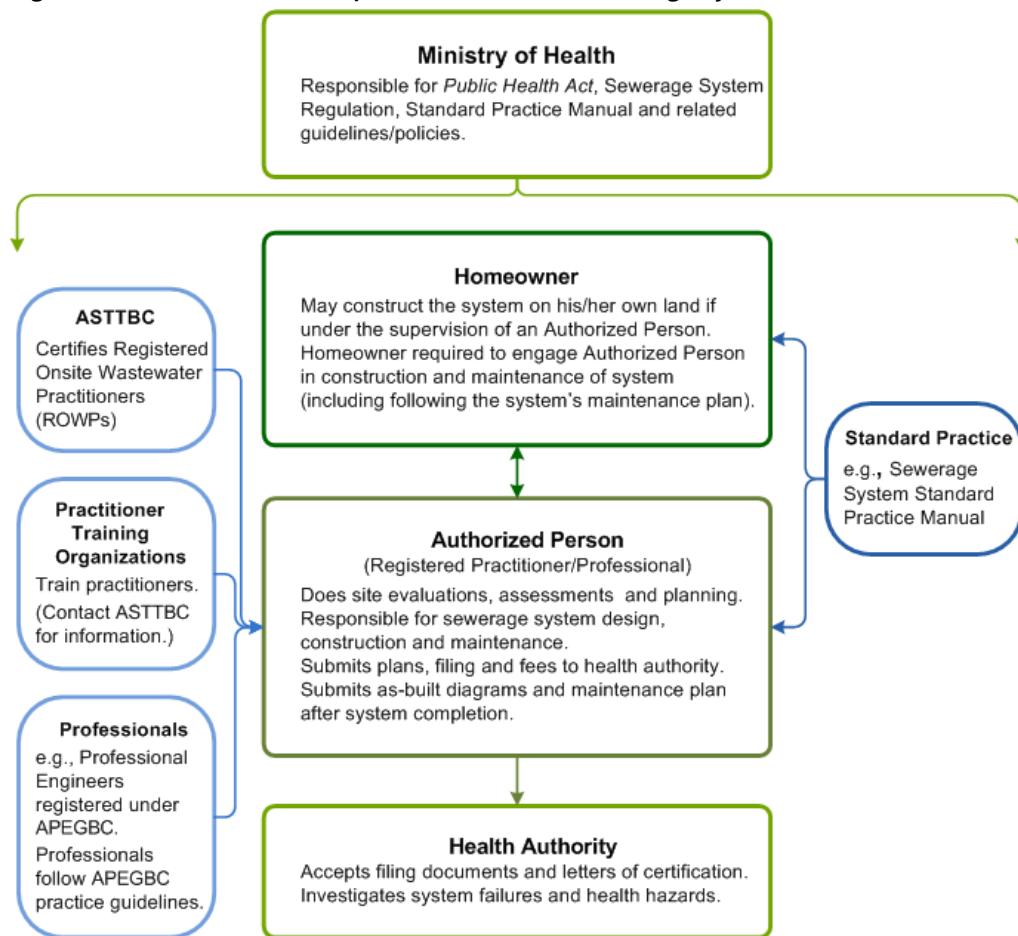 Ministry of Health
Responsible for Public Health Act, Sewerage System
Regulation, Standard Practice Manual and related
guidelines/policies.
Homeowner
May construct the system on his/her own land if
under the supervision of an Authorized Person.
Homeowner required to engage Authorized Person
in construction and maintenance of system
(including following the system's maintenance plan).
ASTTBC
Certifies Registered
Onsite Wastewater
Practitioners
(ROWPs)
Standard Practice
e.g., Sewerage
System Standard
Practice Manual
Practitioner
Training
Organizations
Train practitioners.
(Contact ASTTBC
for information.)
Authorized Person
(Registered Practitioner/Professional)
Does site evaluations, assessments and planning.
Responsible for sewerage system design,
construction and maintenance.
Submits plans, filing and fees to health authority.
Submits as-built diagrams and maintenance plan
after system completion.
Professionals
e.g., Professional
Engineers
registered under
APEGBC.
Professionals
follow APEGBC
practice guidelines.
Health Authority
Accepts filing documents and letters of certification.
Investigates system failures and health hazards.